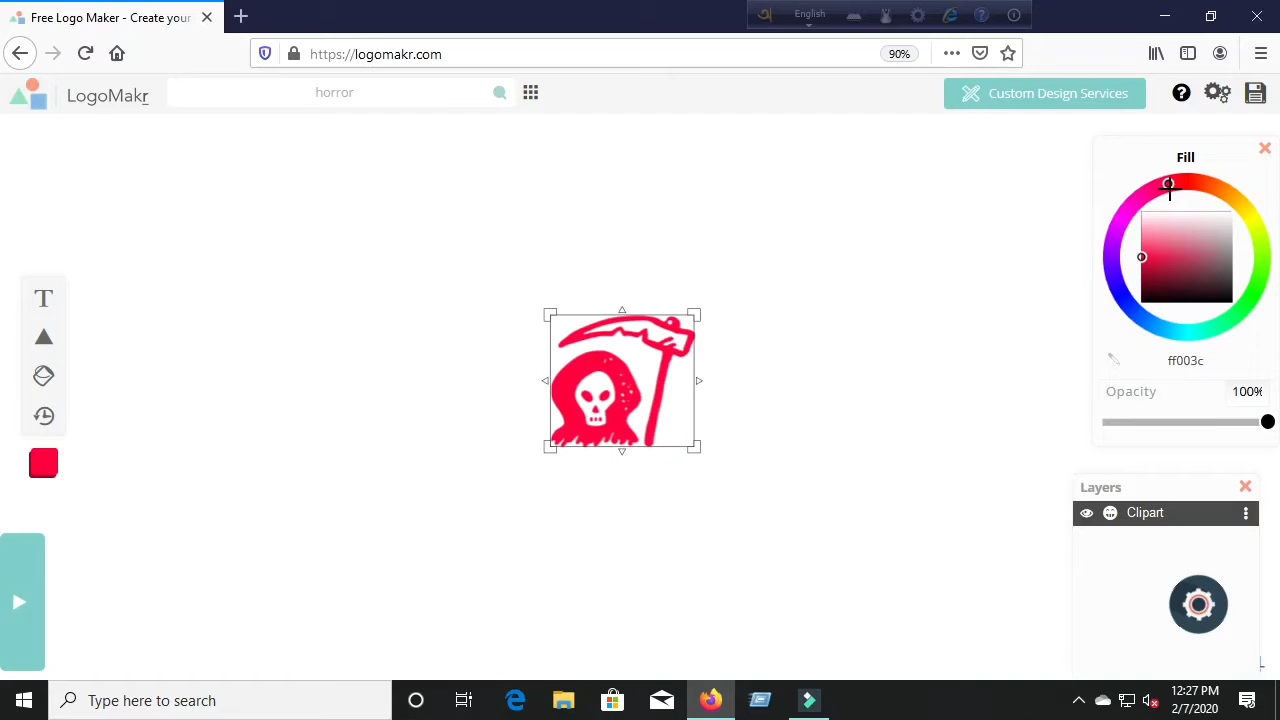 Free Logo Maker - Create your
English
https://logomakr.com
90%
LogoMakr
horror
Custom Design Services
Fill
ff003c
Opacity
100%
Layers
Clipart
Type here to search
12:27 PM
2/7/2020